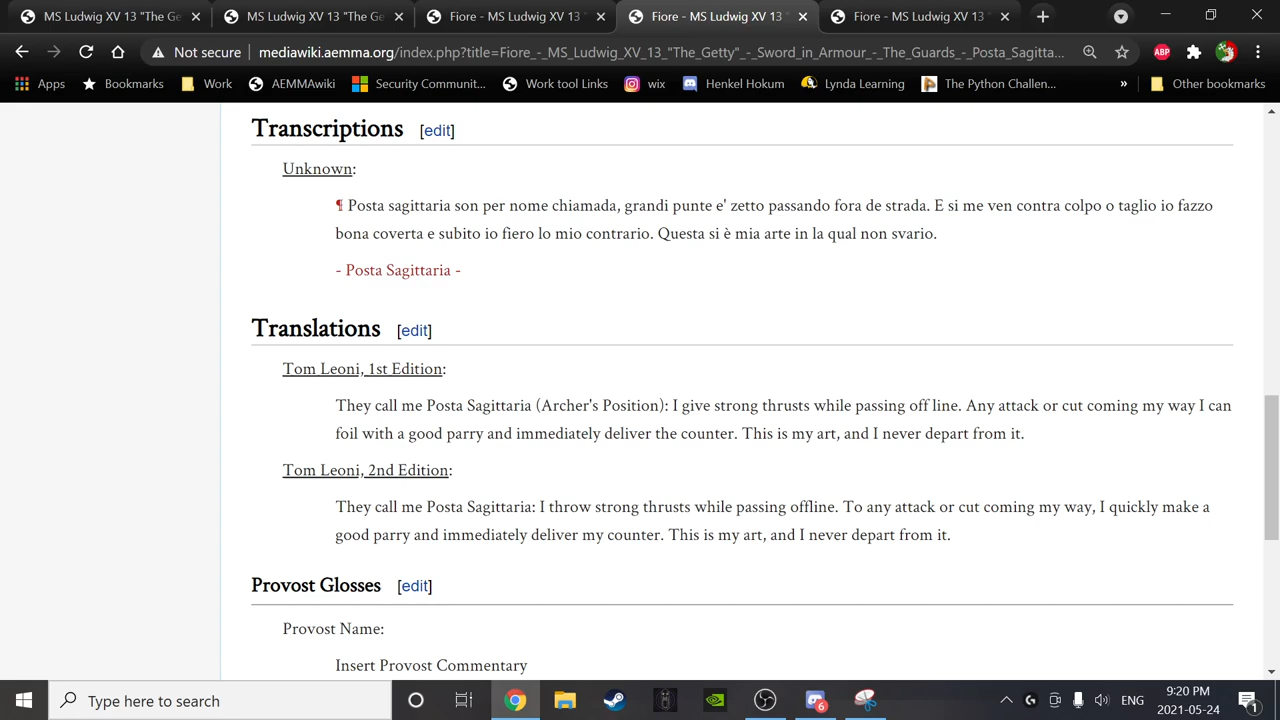 MS Ludwig XV 13 "The Ge
MS Ludwig XV 13 "The Get
Fiore - MS Ludwig XV 13
Fiore - MS Ludwig XV 13 "
Fiore - MS Ludwig XV 13
Not secure | mediawiki.aemma.org/index.php?title=Fiore_-_MS_Ludwig_XV_13_"The_Getty"_-_Sword_in_Armour_-_The_Guards_-_Posta_Sagitta...
ABP
Apps Bookmarks Work AEMMAwiki Security Communit... Work tool Links wix Henkel Hokum Lynda Learning The Python Challen... » Other bookmarks
Transcriptions [edit]
Unknown:
¶ Posta sagittaria son per nome chiamada, grandi punte e' zetto passando fora de strada. E si me ven contra colpo o taglio io fazzo
bona coverta e subito io fiero lo mio contrario. Questa si è mia arte in la qual non svario.
- Posta Sagittaria -
Translations [edit]
Tom Leoni, 1st Edition:
They call me Posta Sagittaria (Archer's Position): I give strong thrusts while passing off line. Any attack or cut coming my way I can
foil with a good parry and immediately deliver the counter. This is my art, and I never depart from it.
Tom Leoni, 2nd Edition:
They call me Posta Sagittaria: I throw strong thrusts while passing offline. To any attack or cut coming my way, I quickly make a
good parry and immediately deliver my counter. This is my art, and I never depart from it.
Provost Glosses [edit]
Provost Name:
Insert Provost Commentary
Type here to search
6
ENG
9:20 PM
2021-05-24
1